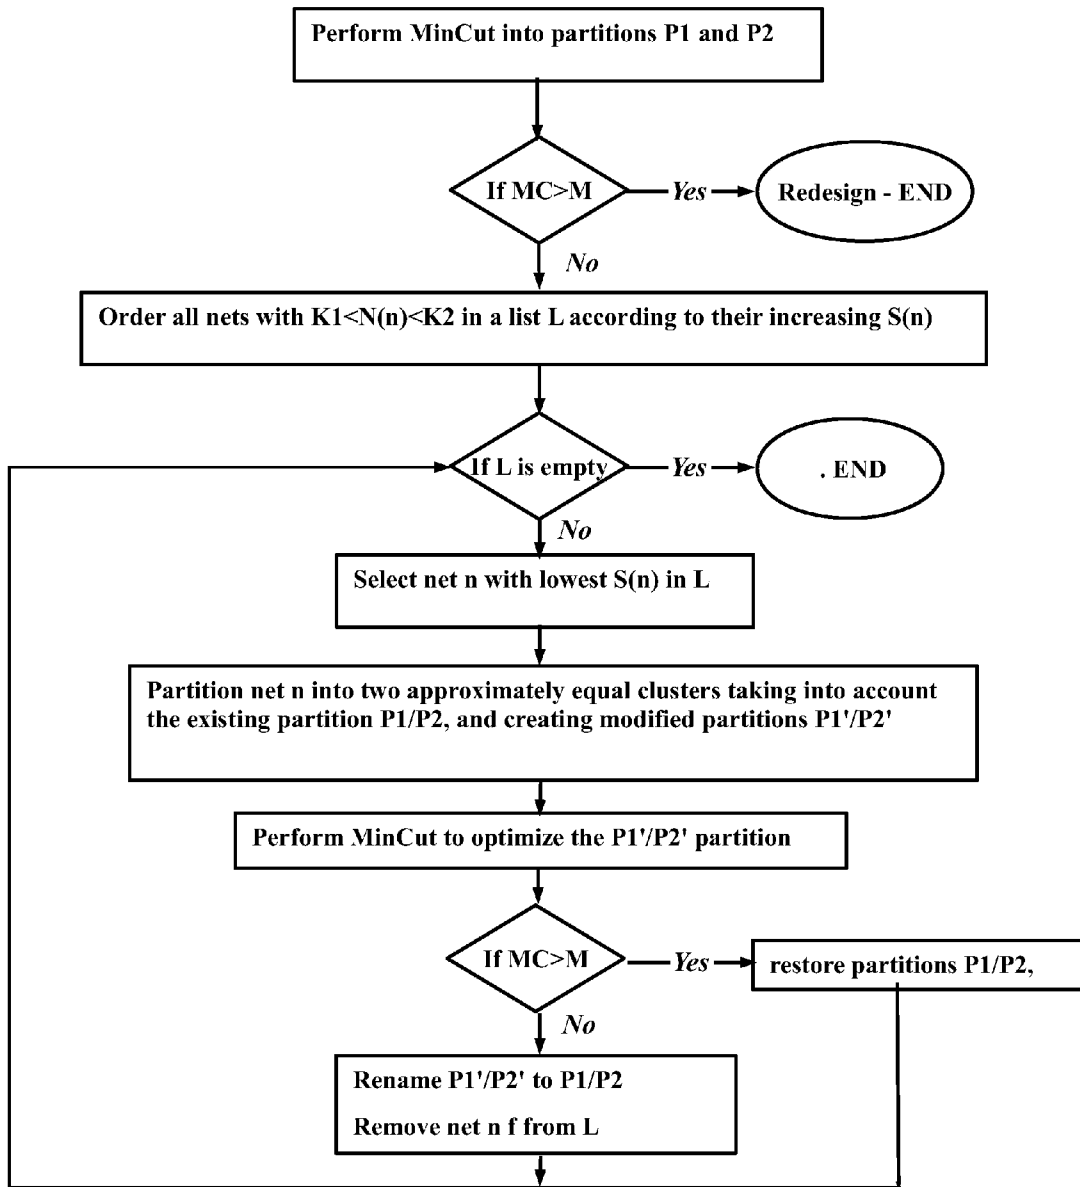 Perform MinCut into partitions P1 and P2
If MC>M
Yes
Redesign - END
No
Order all nets with K1<N(n)<K2 in a list L according to their increasing S(n)
If L is empty
Yes
. END
No
Select net n with lowest S(n) in L
Partition net n into two approximately equal clusters taking into account
the existing partition P1/P2, and creating modified partitions P1'/P2'
Perform MinCut to optimize the P1'/P2' partition
If MC>M
Yes
restore partitions P1/P2,
No
Rename P1'/P2' to P1/P2
Remove net n f from L